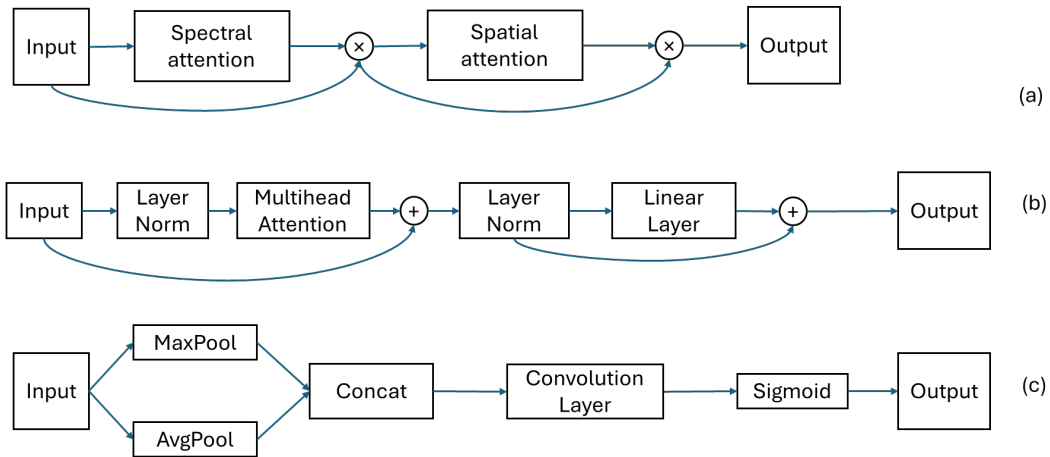 Input
Spectral
attention
×
Spatial
attention
×
Output
(a)
Input
Layer
Norm
Multihead
Attention
+
Layer
Norm
Linear
Layer
+
Output
(b)
Input
MaxPool
AvgPool
Concat
Convolution
Layer
Sigmoid
Output
(c)